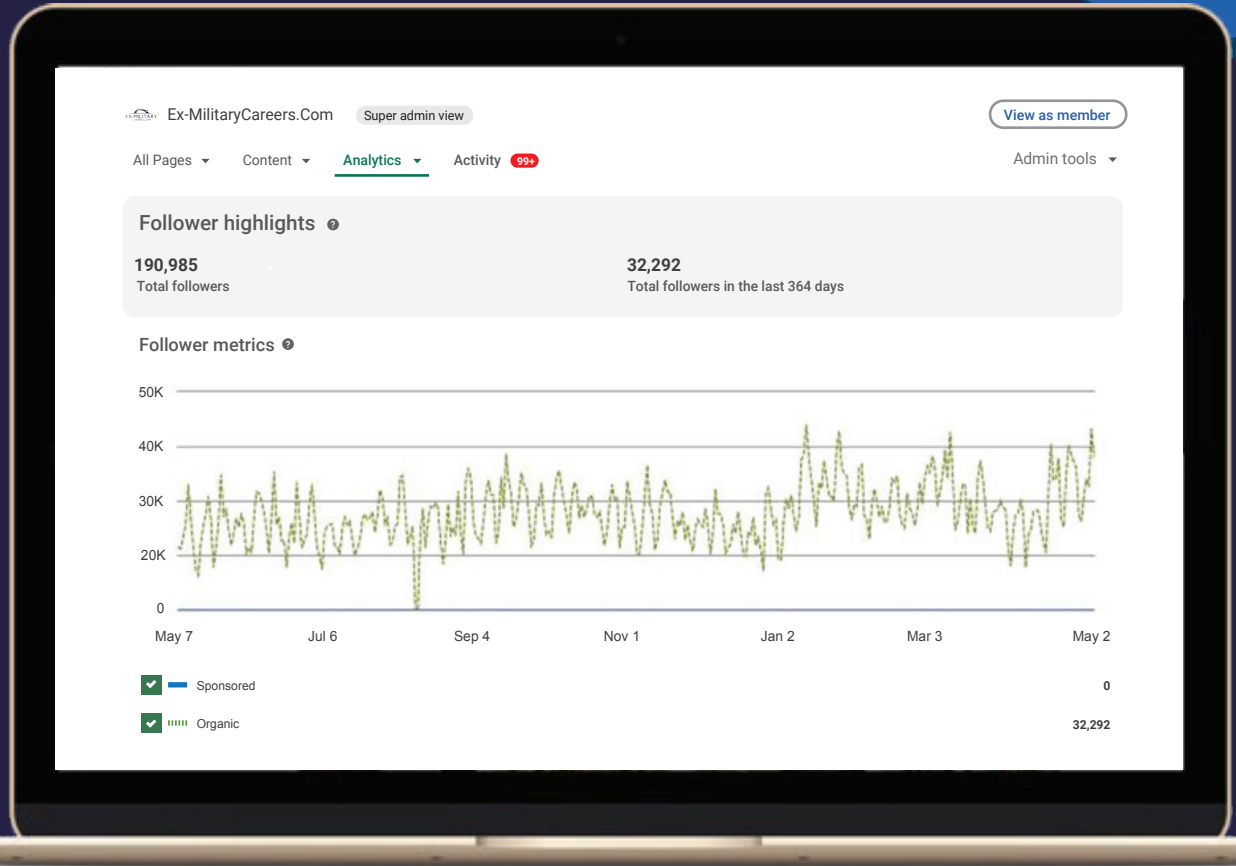 Ex-MilitaryCareers.Com Super admin view View as member
All Pages Content Analytics Activity 99+ Admin tools
Follower highlights
190,985 32,292
Total followers Total followers in the last 364 days
Follower metrics
50K
40K
30K
20K
0
May 7 Jul 6 Sep 4 Nov 1 Jan 2 Mar 3 May 2
Sponsored 0
Organic 32,292